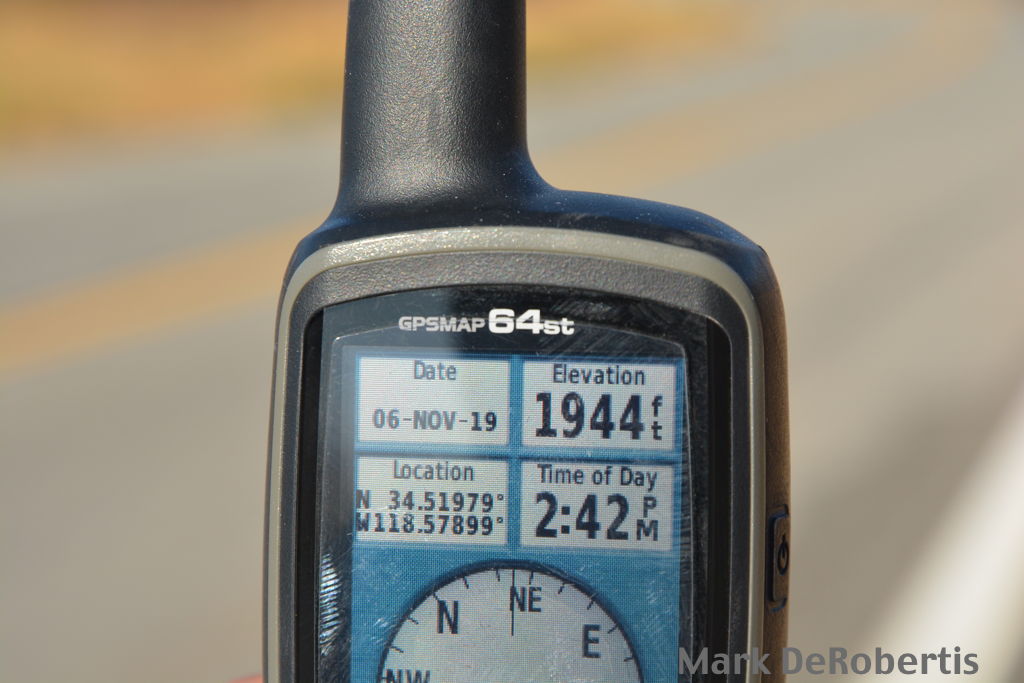 GPSMAP 64st
Date
06-NOV-19
Elevation
1944 ft
Location
N 34.51979°
W118.57899°
Time of Day
2:42 PM
N
NE
E
NW
Mark DeRobertis